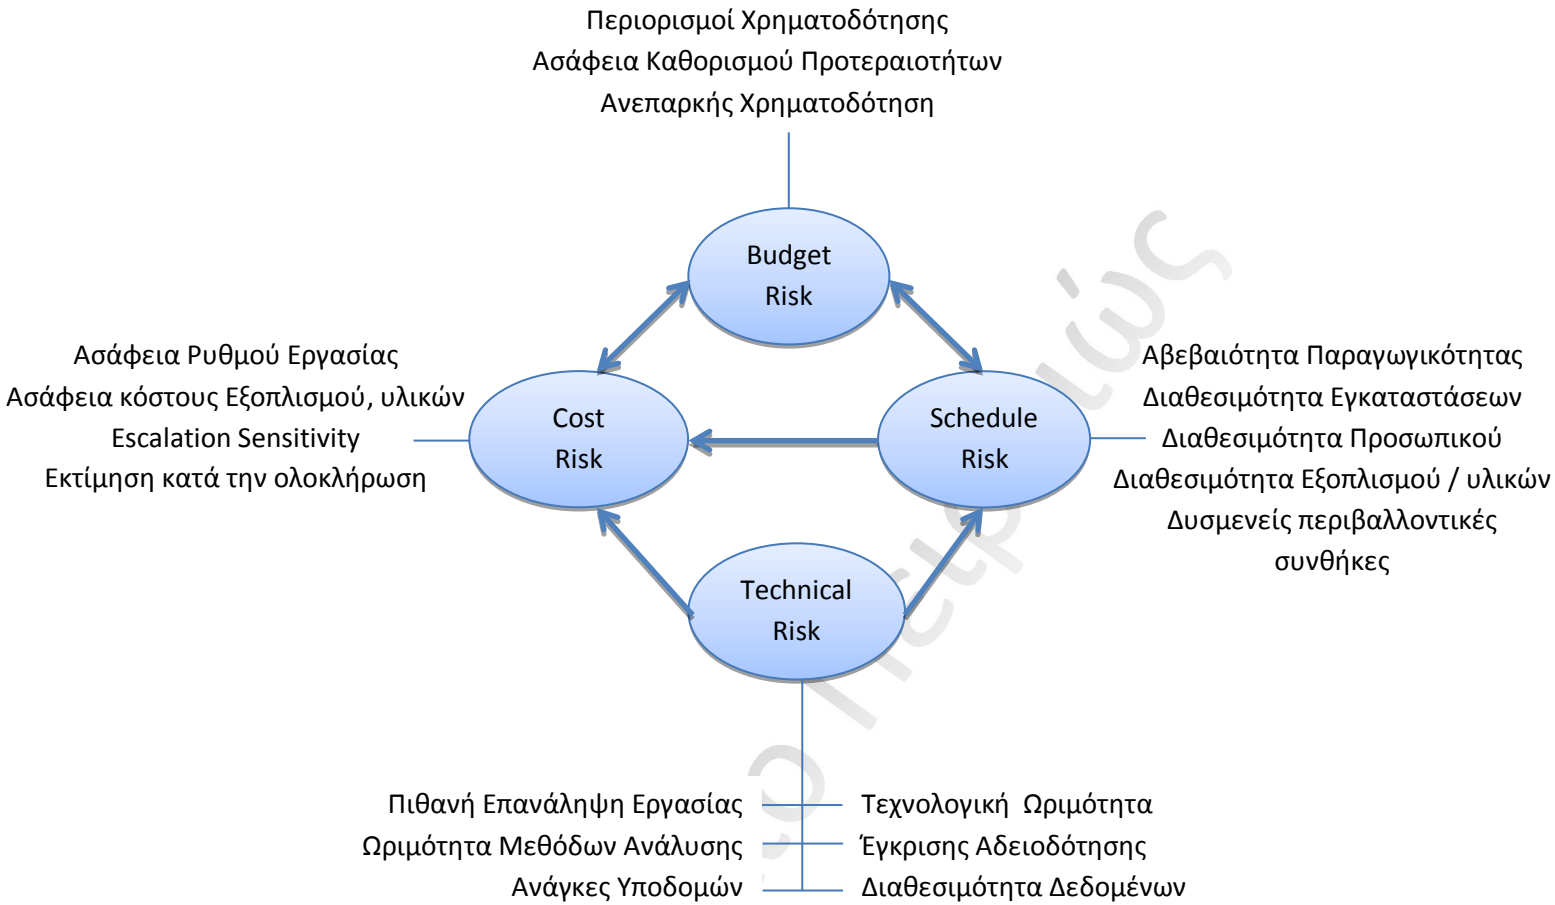 Περιορισμοί Χρηματοδότησης
Ασάφεια Καθορισμού Προτεραιοτήτων
Ανεπαρκής Χρηματοδότηση
Budget
Risk
Ασάφεια Ρυθμού Εργασίας
Ασάφεια κόστους Εξοπλισμού, υλικών
Escalation Sensitivity
Εκτίμηση κατά την ολοκλήρωση
Cost
Risk
Schedule
Risk
Αβεβαιότητα Παραγωγικότητας
Διαθεσιμότητα Εγκαταστάσεων
Διαθεσιμότητα Προσωπικού
Διαθεσιμότητα Εξοπλισμού / υλικών
Δυσμενείς περιβαλλοντικές
συνθήκες
Technical
Risk
Πιθανή Επανάληψη Εργασίας
Ωριμότητα Μεθόδων Ανάλυσης
Ανάγκες Υποδομών
Τεχνολογική Ωριμότητα
Έγκρισης Αδειοδότησης
Διαθεσιμότητα Δεδομένων